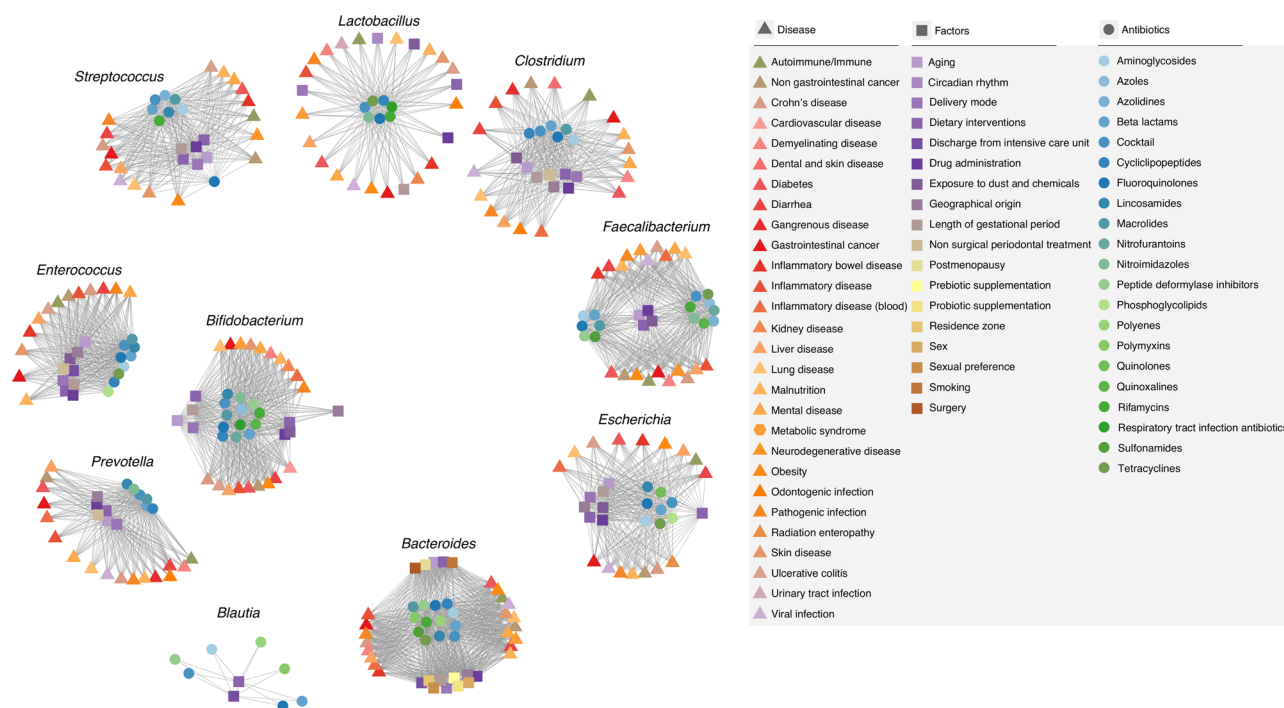 Lactobacillus
Streptococcus
Clostridium
Faecalibacterium
Enterococcus
Bifidobacterium
Escherichia
Prevotella
Bacteroides
Blautia
Disease
Autoimmune/Immune
Non gastrointestinal cancer
Crohn's disease
Cardiovascular disease
Demyelinating disease
Dental and skin disease
Diabetes
Diarrhea
Gangrenous disease
Gastrointestinal cancer
Inflammatory bowel disease
Inflammatory disease
Inflammatory disease (blood)
Kidney disease
Liver disease
Lung disease
Malnutrition
Mental disease
Metabolic syndrome
Neurodegenerative disease
Obesity
Odontogenic infection
Pathogenic infection
Radiation enteropathy
Skin disease
Ulcerative colitis
Urinary tract infection
Viral infection
Factors
Aging
Circadian rhythm
Delivery mode
Dietary interventions
Discharge from intensive care unit
Drug administration
Exposure to dust and chemicals
Geographical origin
Length of gestational period
Non surgical periodontal treatment
Postmenopausy
Prebiotic supplementation
Probiotic supplementation
Residence zone
Sex
Sexual preference
Smoking
Surgery
Antibiotics
Aminoglycosides
Azoles
Azolidines
Beta lactams
Cocktail
Cycliclipopeptides
Fluoroquinolones
Lincosamides
Macrolides
Nitrofurantoins
Nitroimidazoles
Peptide deformylase inhibitors
Phosphoglycolipids
Polyenes
Polymyxins
Quinolones
Quinoxalines
Rifamycins
Respiratory tract infection antibiotics
Sulfonamides
Tetracyclines